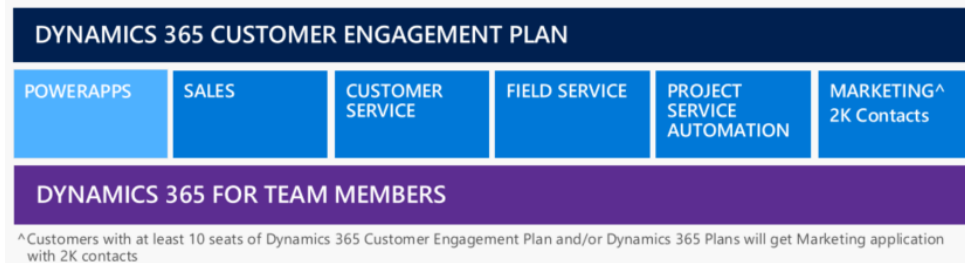 DYNAMICS 365 CUSTOMER ENGAGEMENT PLAN
POWERAPPS
SALES
CUSTOMER
SERVICE
FIELD SERVICE
PROJECT
SERVICE
AUTOMATION
MARKETING^
2K Contacts
DYNAMICS 365 FOR TEAM MEMBERS
^Customers with at least 10 seats of Dynamics 365 Customer Engagement Plan and/or Dynamics 365 Plans will get Marketing application
with 2K contacts